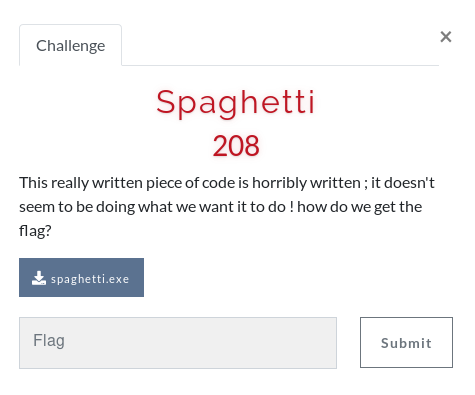 Challenge
×
Spaghetti
208
This really written piece of code is horribly written ; it doesn't
seem to be doing what we want it to do ! how do we get the
flag?
spaghetti.exe
Flag
Submit